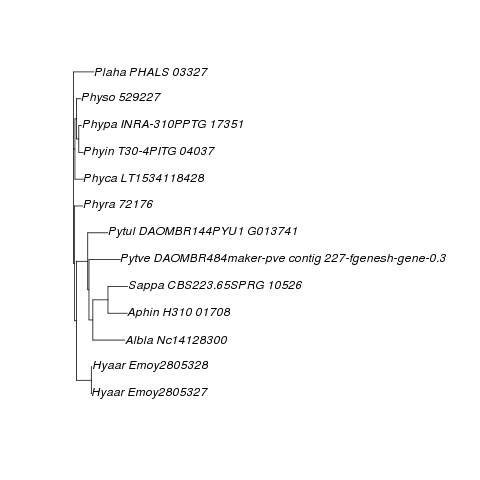 Plaha PHALS 03327
Physo 529227
Phypa INRA-310PPTG 17351
Phyin T30-4PITG 04037
Phyca LT1534118428
Phyra 72176
Pytul DAOMBR144PYU1 G013741
Pytve DAOMBR484maker-pve contig 227-fgenesh-gene-0.3
Sappa CBS223.65SPRG 10526
Aphin H310 01708
Albla Nc14128300
Hyaar Emoy2805328
Hyaar Emoy2805327